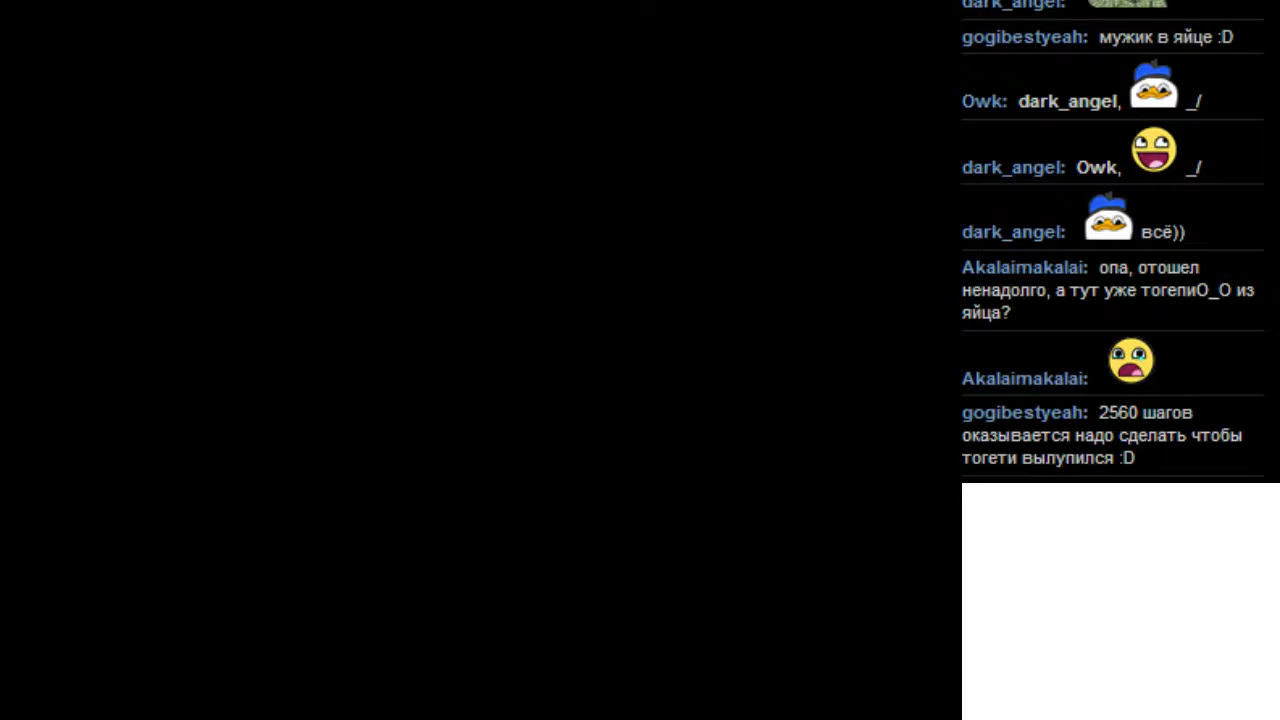 dark_angel:
gogibestyeah: мужик в яйце :D
Owk: dark_angel, _/
dark_angel: Owk, _/
dark_angel: всё))
Akalaimakalai: опа, отошел
ненадолго, а тут уже тогепиO_O из
яйца?
Akalaimakalai:
gogibestyeah: 2560 шагов
оказывается надо сделать чтобы
тогети вылупился :D